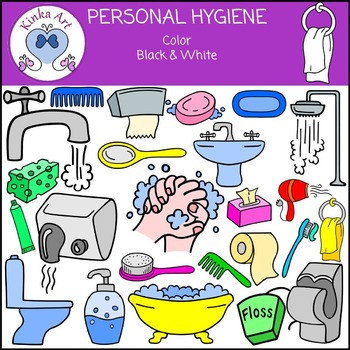 Kinka Art
PERSONAL HYGIENE
Color
Black & White
Floss